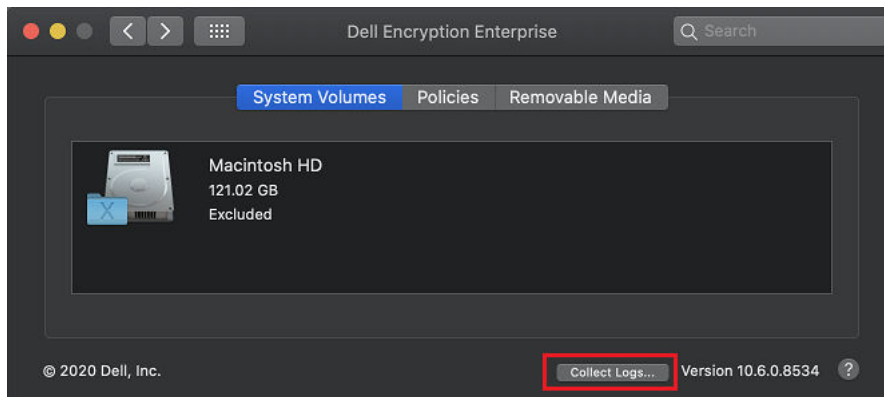 Dell Encryption Enterprise
Search
System Volumes
Policies
Removable Media
Macintosh HD
121.02 GB
Excluded
X
© 2020 Dell, Inc.
Collect Logs...
Version 10.6.0.8534
?